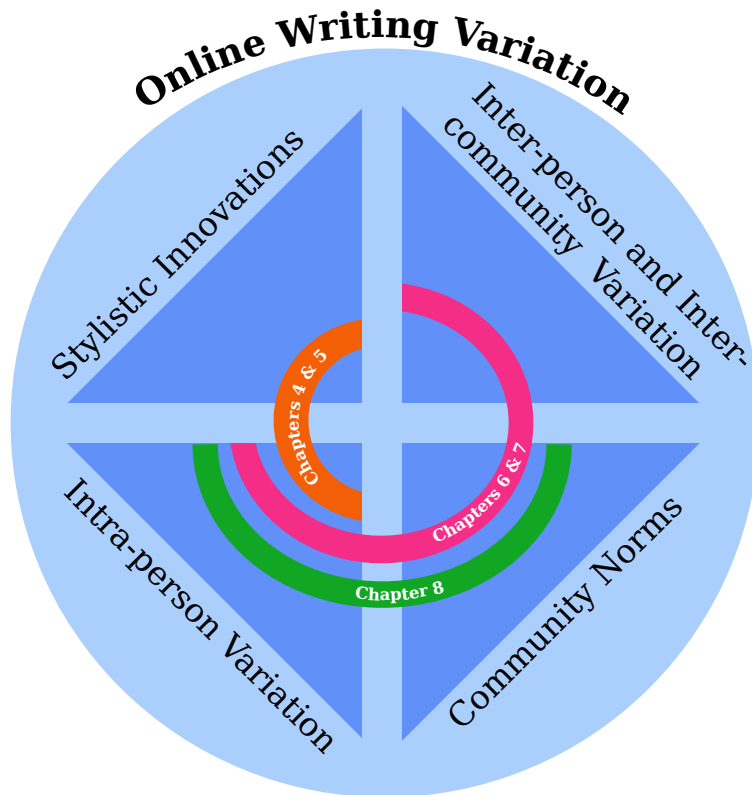 Online Writing Variation
Stylistic Innovations
Inter-person and Inter-
community Variation
Chapters 4 & 5
Chapters 6 & 7
Chapter 8
Intra-person Variation
Community Norms